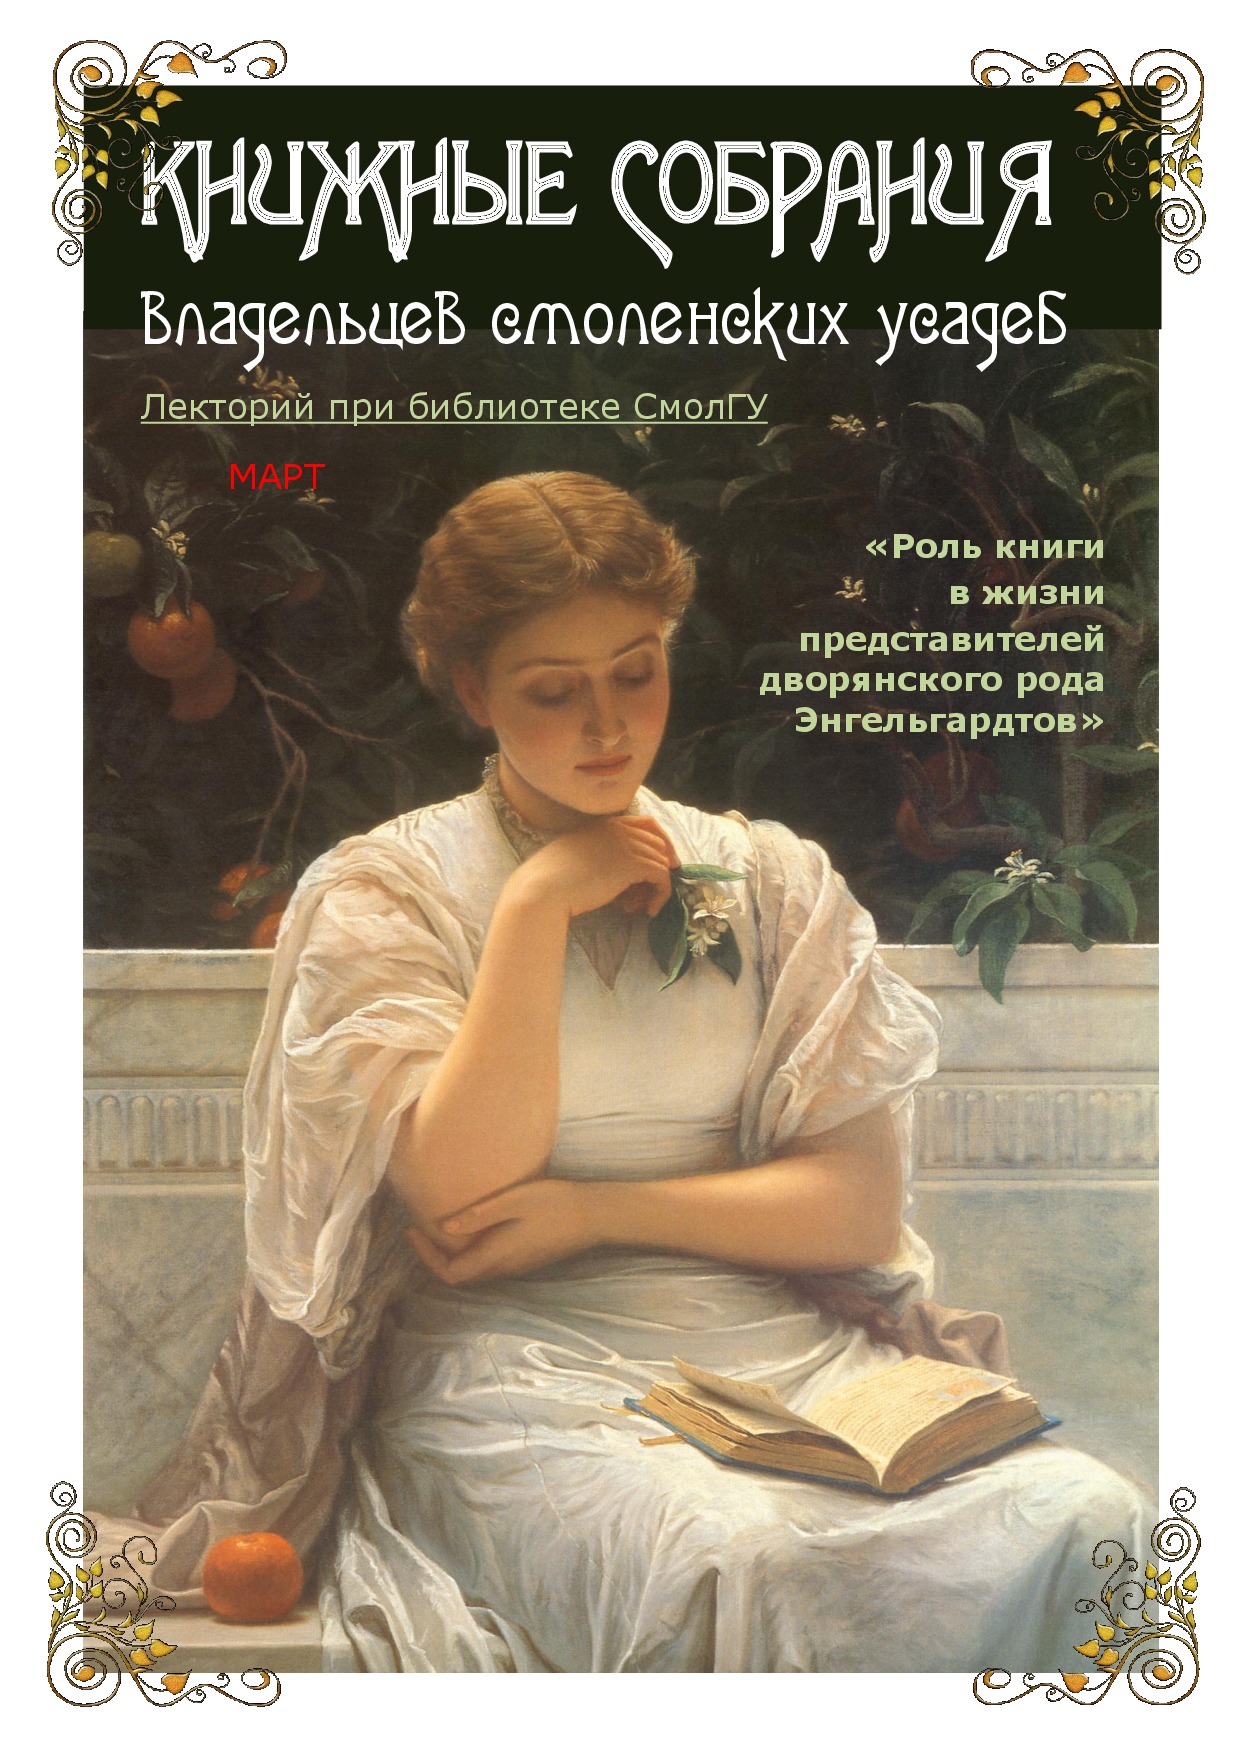 КНИЖНЫЕ СОБРАНИЯ
владельцев смоленских усадеб
Лекторий при библиотеке СмолГУ
МАРТ
«Роль книги
в жизни
представителей
дворянского рода
Энгельгардтов»